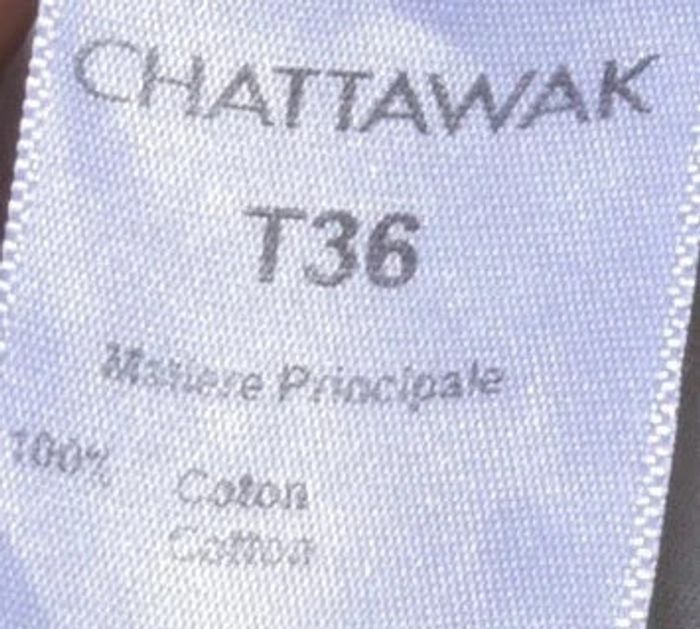 CHATTAWAK
T36
Matiere Principale
100% Coton
Cotton